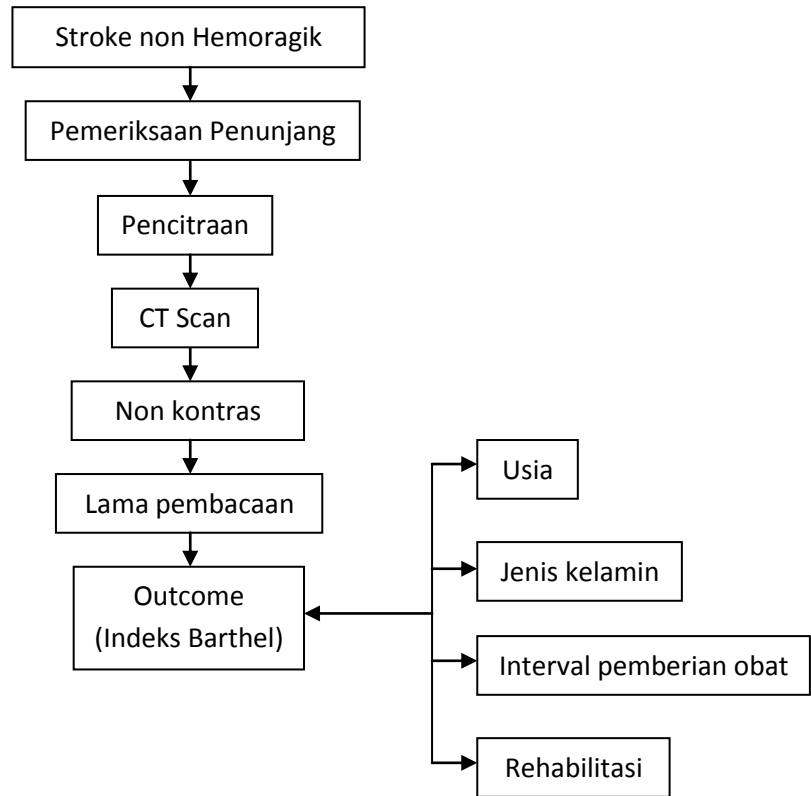 Stroke non Hemoragik
Pemeriksaan Penunjang
Pencitraan
CT Scan
Non kontras
Lama pembacaan
Outcome
(Indeks Barthel)
Usia
Jenis kelamin
Interval pemberian obat
Rehabilitasi